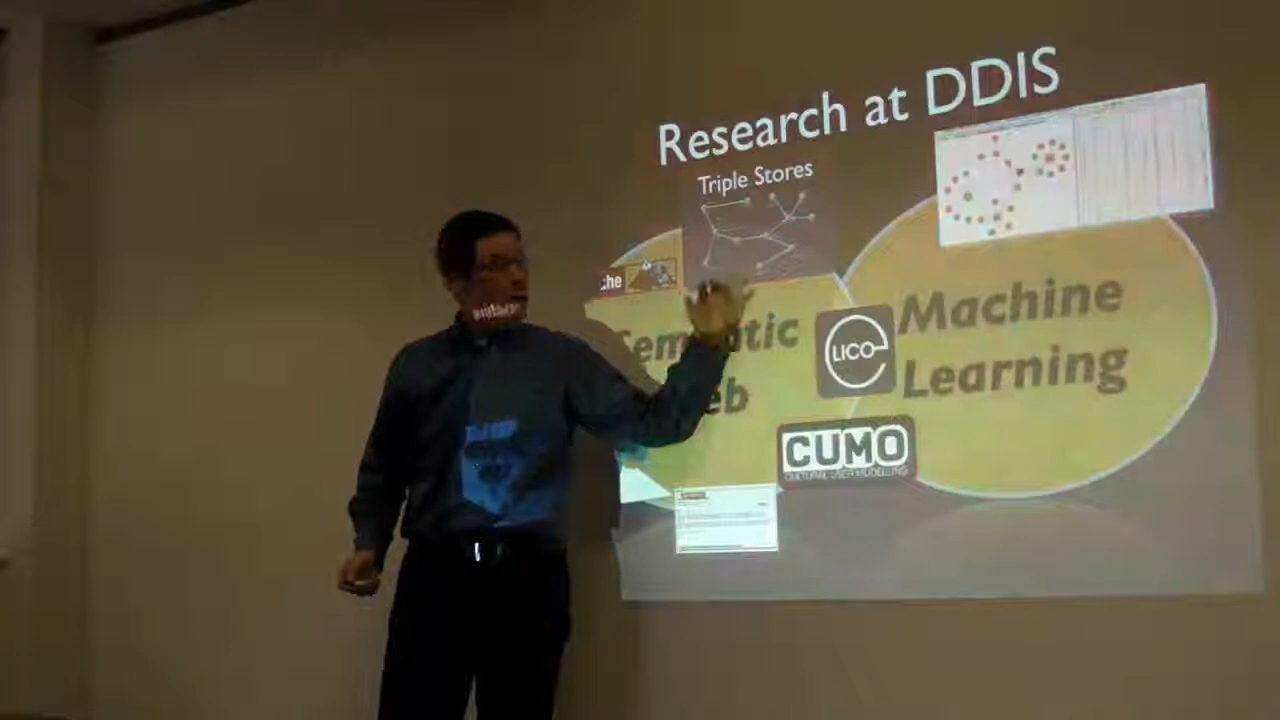 Research at DDIS
Triple Stores
che
Semantic
Web
Machine
Learning
LICO
CUMO
CULTURAL USER MODELLING